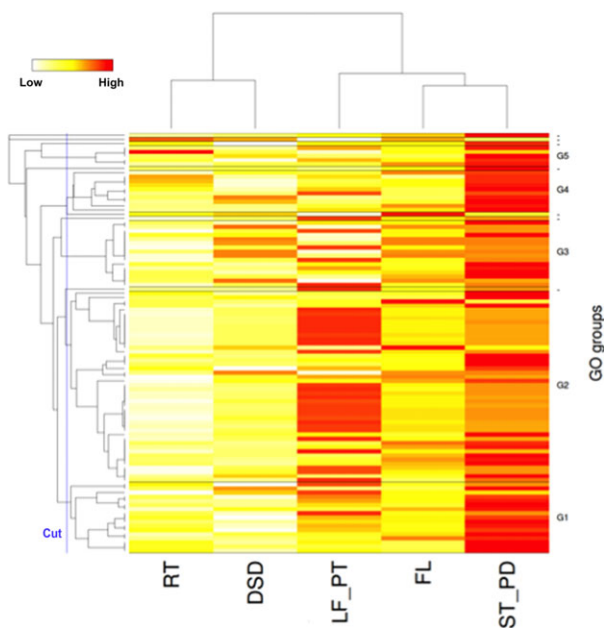 Low High
G5
G4
G3
G2
G1
GO groups
Cut
RT DSD LF_PT FL ST_PD